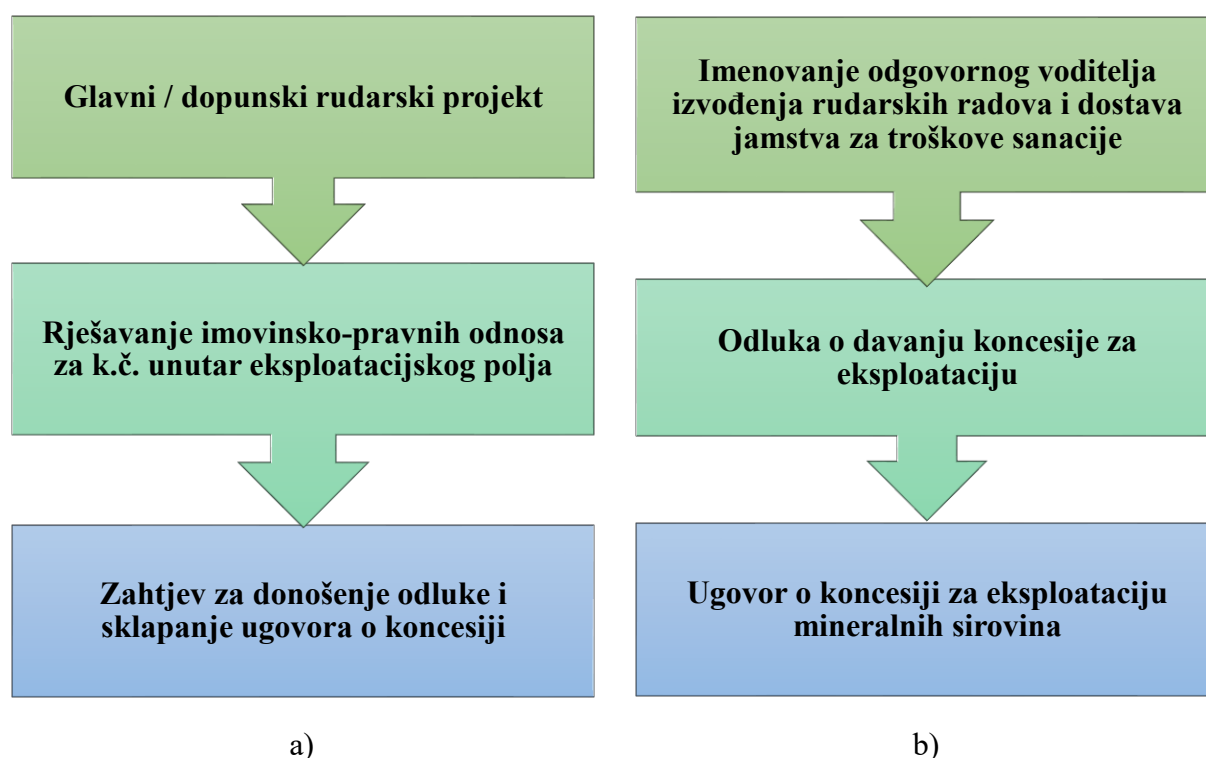 Glavni / dopunski rudarski projekt
Rješavanje imovinsko-pravnih odnosa
za k.č. unutar eksploatacijskog polja
Zahtjev za donošenje odluke i
sklapanje ugovora o koncesiji
a)
Imenovanje odgovornog voditelja
izvođenja rudarskih radova i dostava
jamstva za troškove sanacije
Odluka o davanju koncesije za
eksploataciju
Ugovor o koncesiji za eksploataciju
mineralnih sirovina
b)